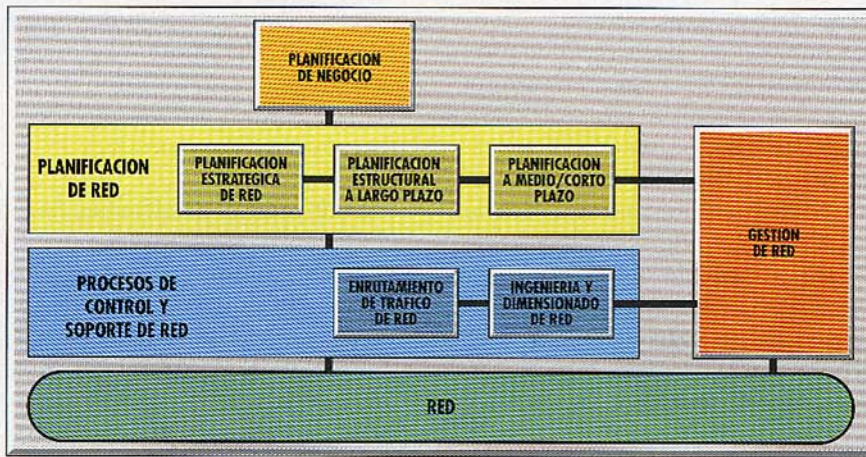 PLANIFICACION
DE NEGOCIO
PLANIFICACION
DE RED
PLANIFICACION
ESTRATEGICA
DE RED
PLANIFICACION
ESTRUCTURAL
A LARGO PLAZO
PLANIFICACION
A MEDIO/CORTO
PLAZO
GESTION
DE RED
PROCESOS DE
CONTROL Y
SOPORTE DE RED
ENRUTAMIENTO
DE TRAFICO
DE RED
INGENIERIA Y
DIMENSIONADO
DE RED
RED